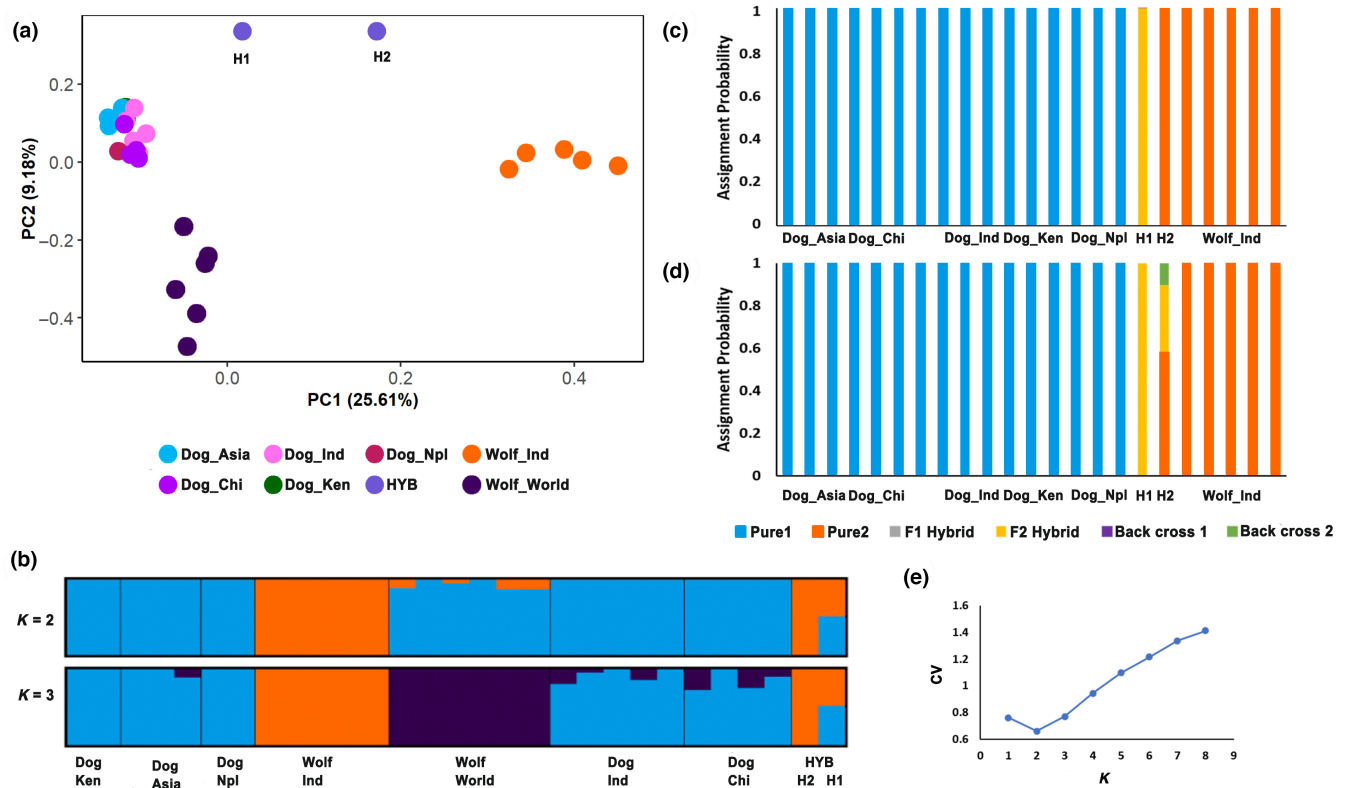 (a)
H1
H2
0.2
0.0
−0.2
−0.4
PC2 (9.18%)
0.0
0.2
0.4
PC1 (25.61%)
Dog_Asia
Dog_Ind
Dog_Npl
Wolf_Ind
Dog_Chi
Dog_Ken
HYB
Wolf_World
(b)
K = 2
K = 3
Dog Ken
Dog Asia
Dog Npl
Wolf Ind
Wolf World
Dog Ind
Dog Chi
HYB
H2 H1
(c)
Assignment Probability
1
0.8
0.6
0.4
0.2
0
Dog_Asia Dog_Chi Dog_Ind Dog_Ken Dog_Npl H1 H2 Wolf_Ind
(d)
Assignment Probability
1
0.8
0.6
0.4
0.2
0
Dog_Asia Dog_Chi Dog_Ind Dog_Ken Dog_Npl H1 H2 Wolf_Ind
Pure1 Pure2 F1 Hybrid F2 Hybrid Back cross 1 Back cross 2
(e)
CV
1.6
1.4
1.2
1
0.8
0.6
0 1 2 3 4 5 6 7 8 9
K